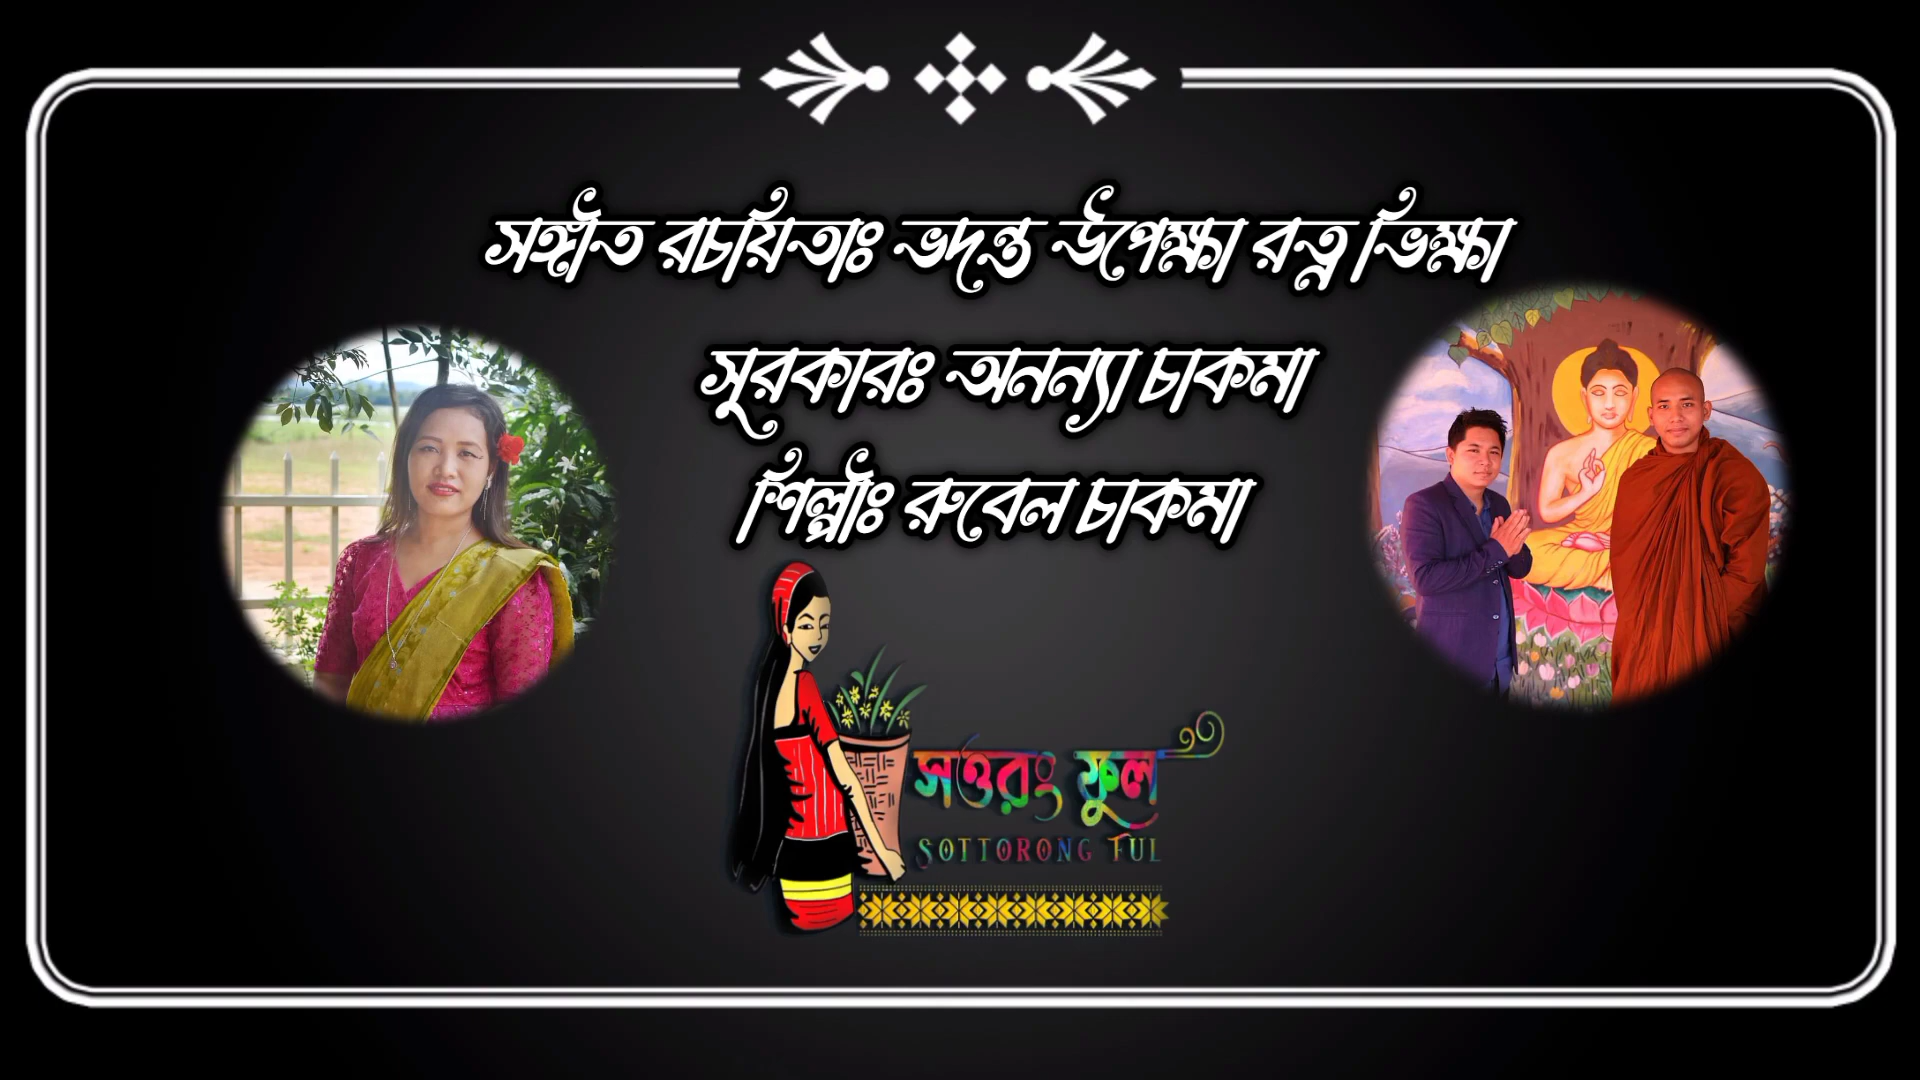 সঙ্গীত রচয়িতাঃ ভদন্ত উপেক্ষা রত্ন ভিক্ষা
সুরকারঃ অনন্যা চাকমা
শিল্পীঃ রুবেল চাকমা
সত্তরং ফুল
SOTTORONG FUL